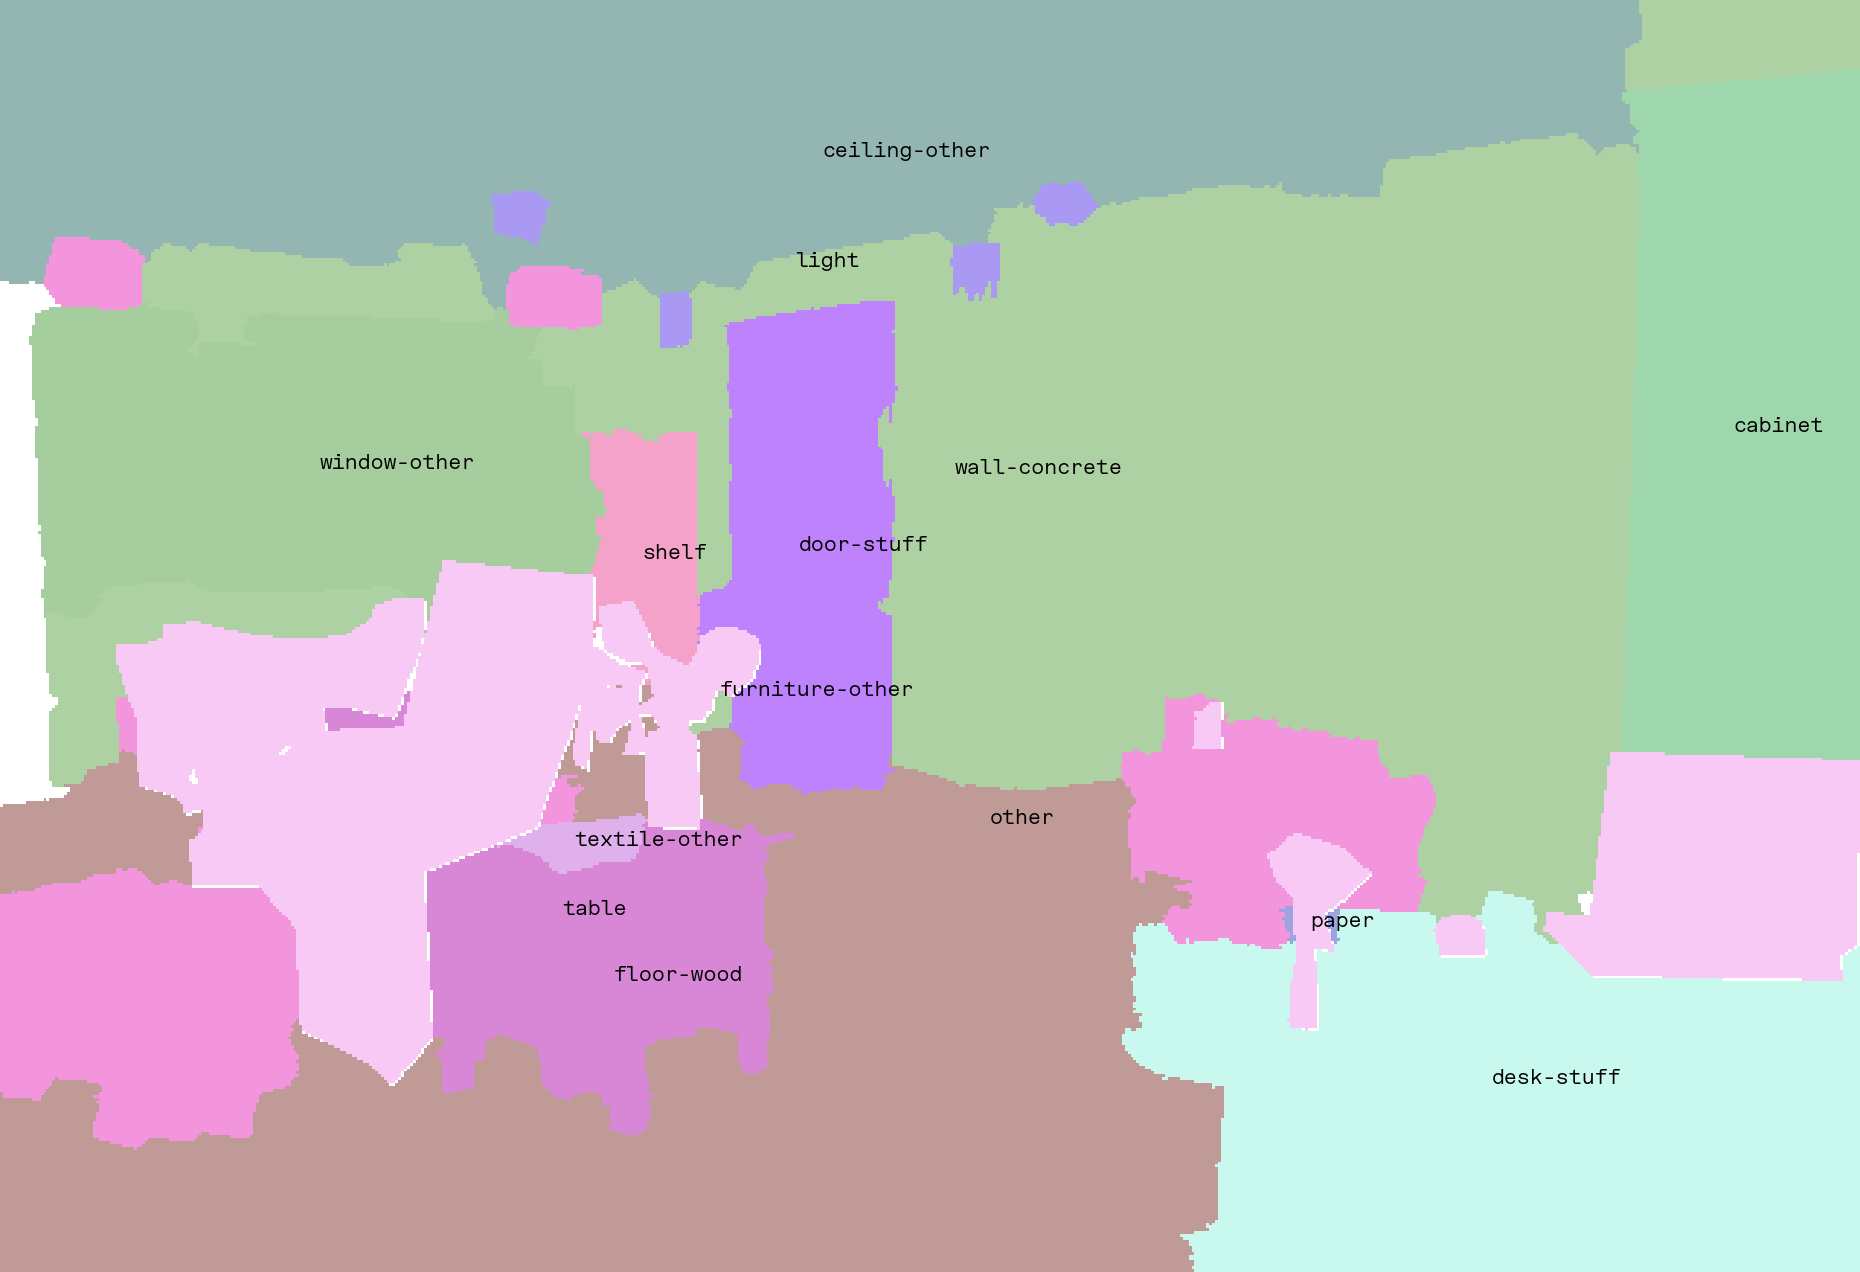 ceiling-other
light
cabinet
window-other
wall-concrete
door-stuff
shelf
furniture-other
other
textile-other
table
paper
floor-wood
desk-stuff